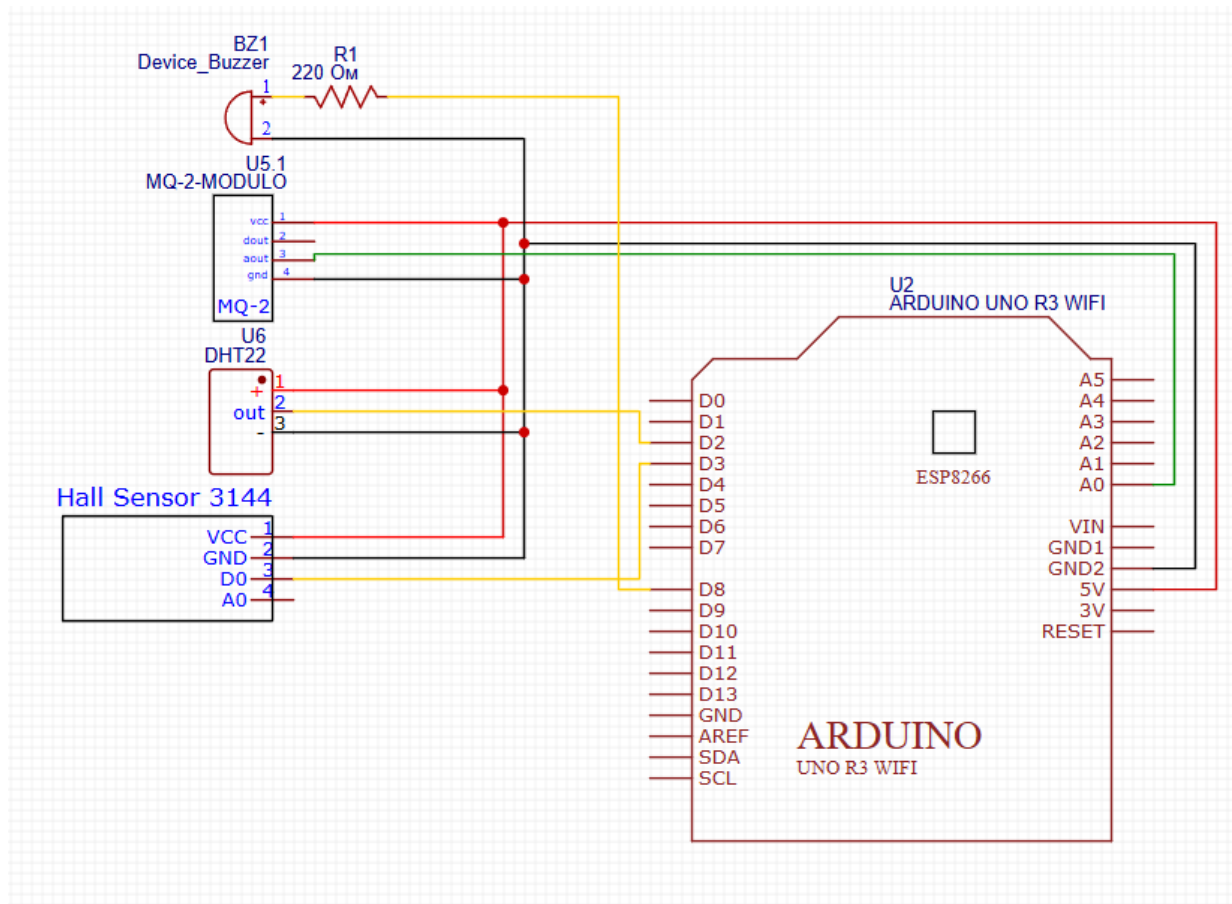 BZ1
Device_Buzzer
R1
220 Ом
1
2
U5.1
MQ-2-MODULO
vcc 1
dout 2
aout 3
gnd 4
MQ-2
U6
DHT22
+ 1
out 2
- 3
Hall Sensor 3144
VCC 1
GND 2
D0 3
A0 4
U2
ARDUINO UNO R3 WIFI
D0
D1
D2
D3
D4
D5
D6
D7
D8
D9
D10
D11
D12
D13
GND
AREF
SDA
SCL
ESP8266
A5
A4
A3
A2
A1
A0
VIN
GND1
GND2
5V
3V
RESET
ARDUINO
UNO R3 WIFI